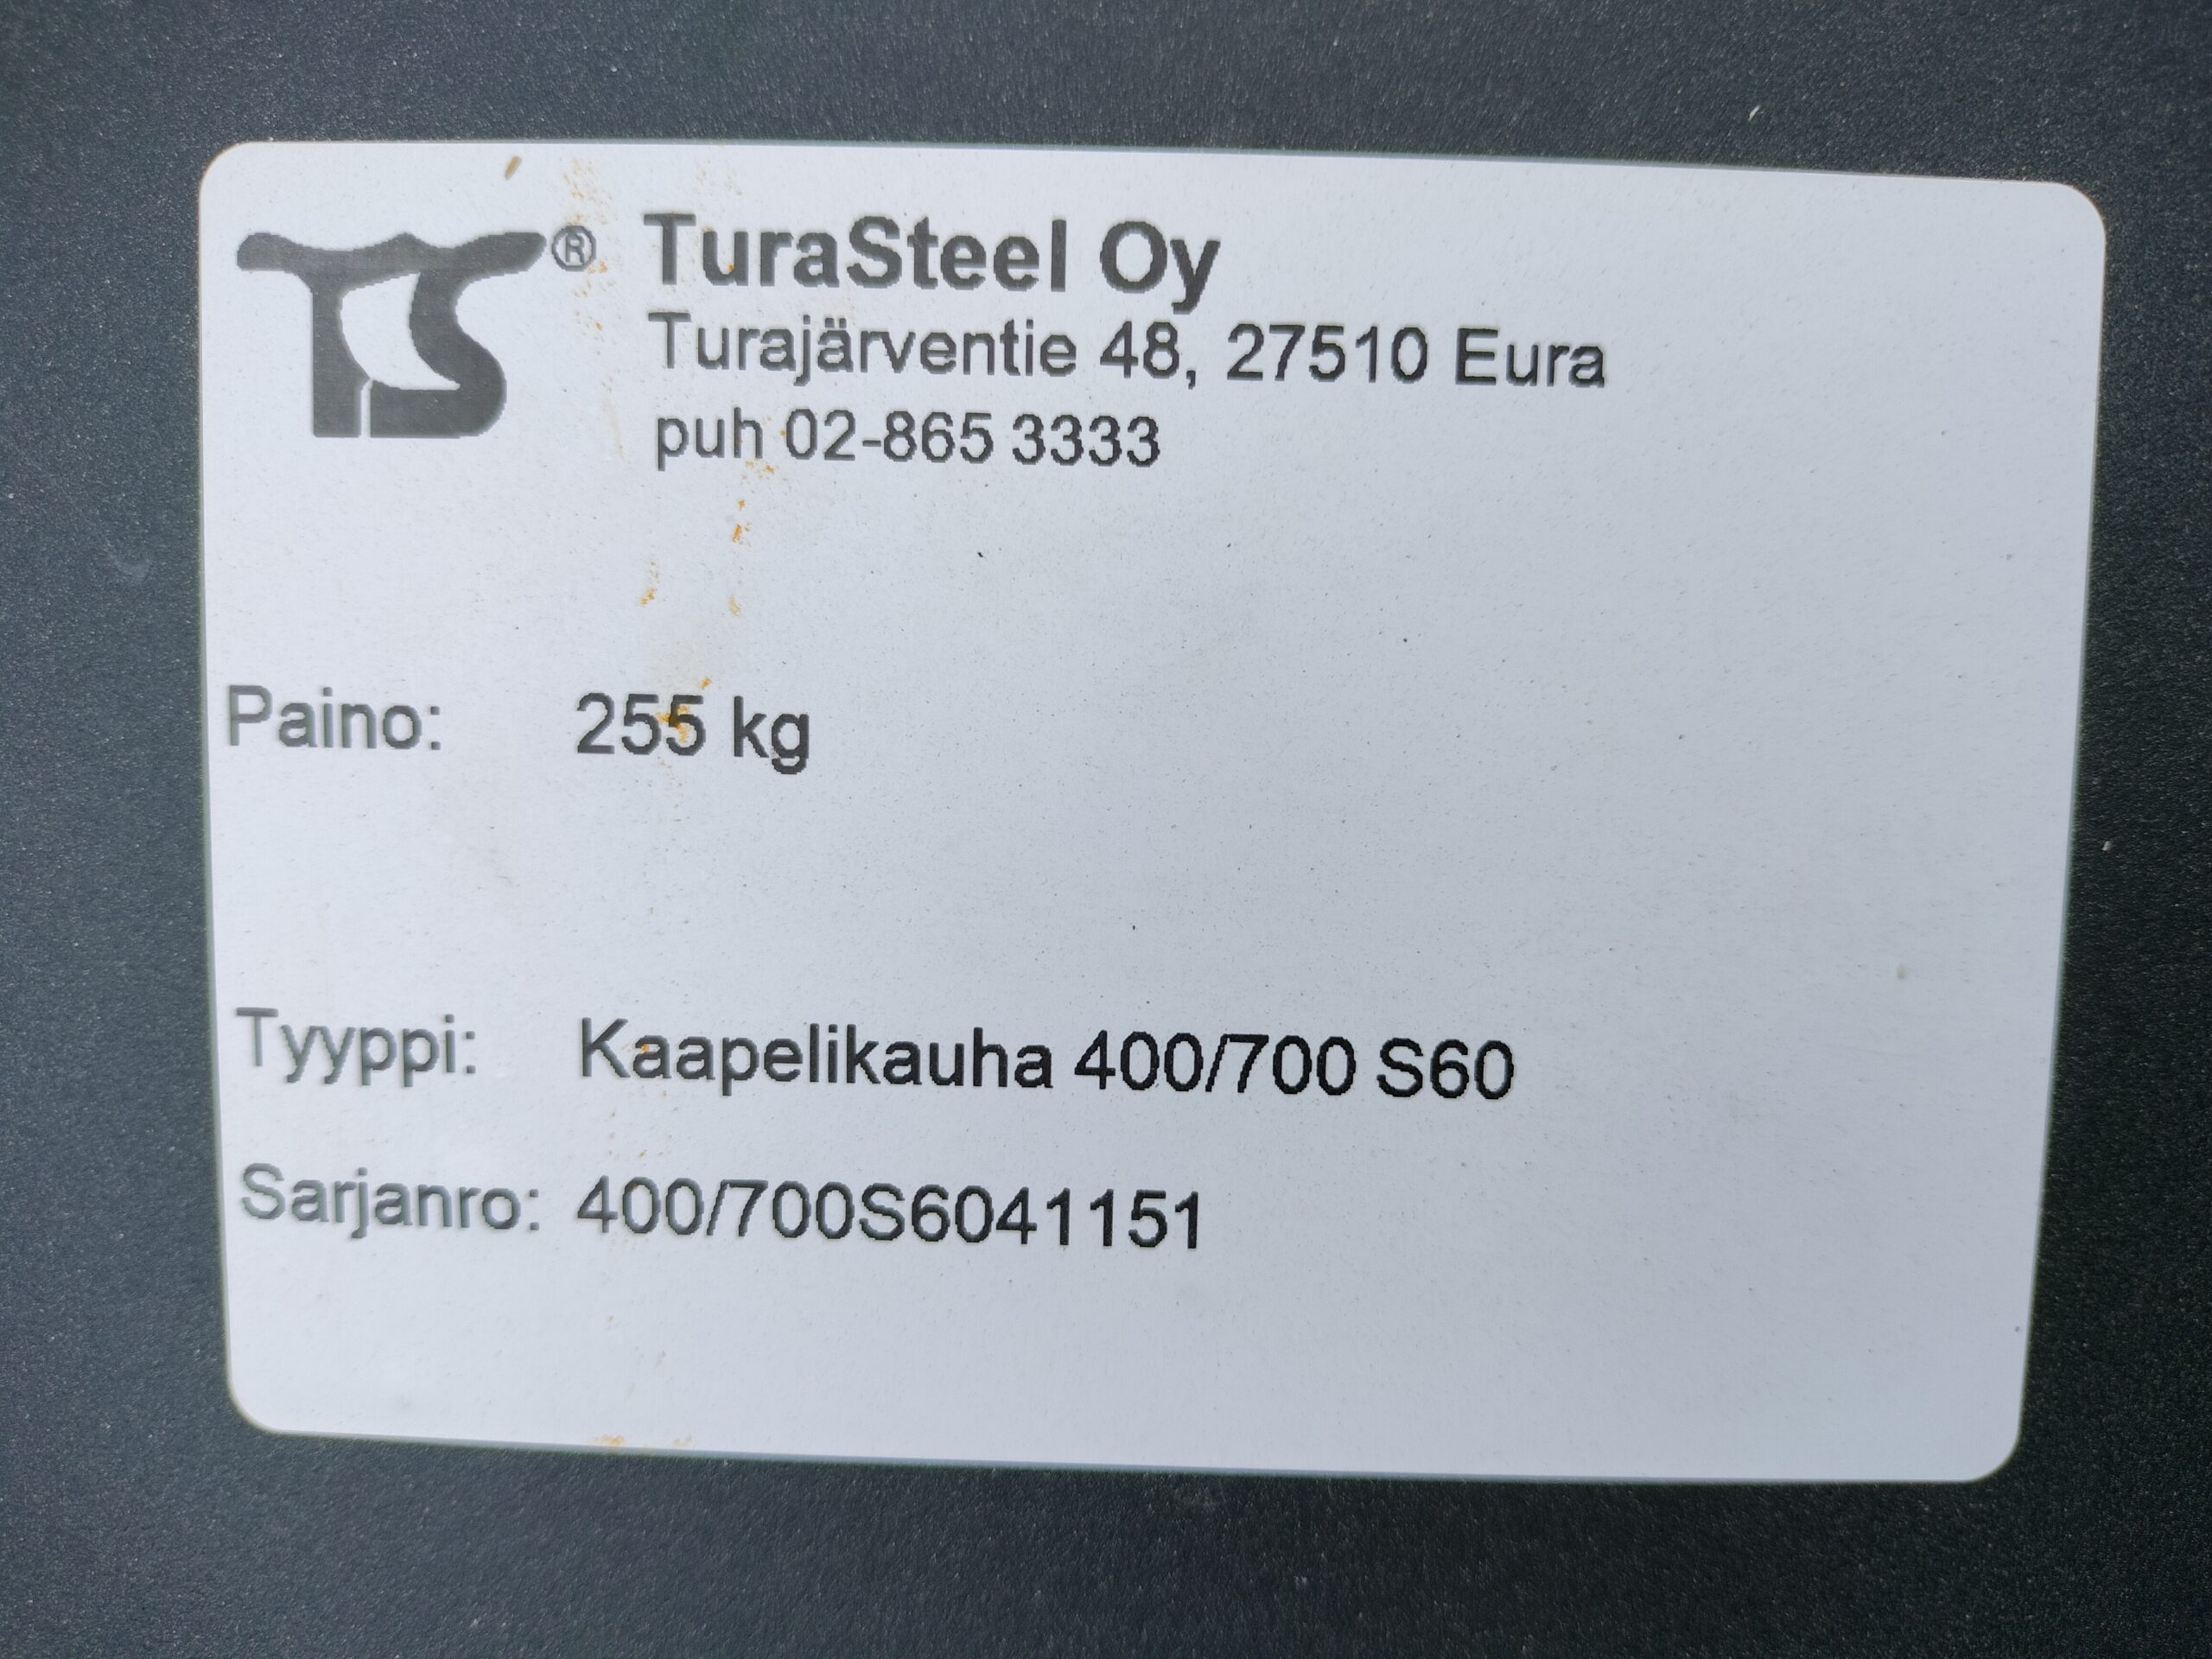 TS® TuraSteel Oy
Turajärventie 48, 27510 Eura
puh 02-865 3333
Paino: 255 kg
Tyyppi: Kaapelikauha 400/700 S60
Sarjanro: 400/700S6041151